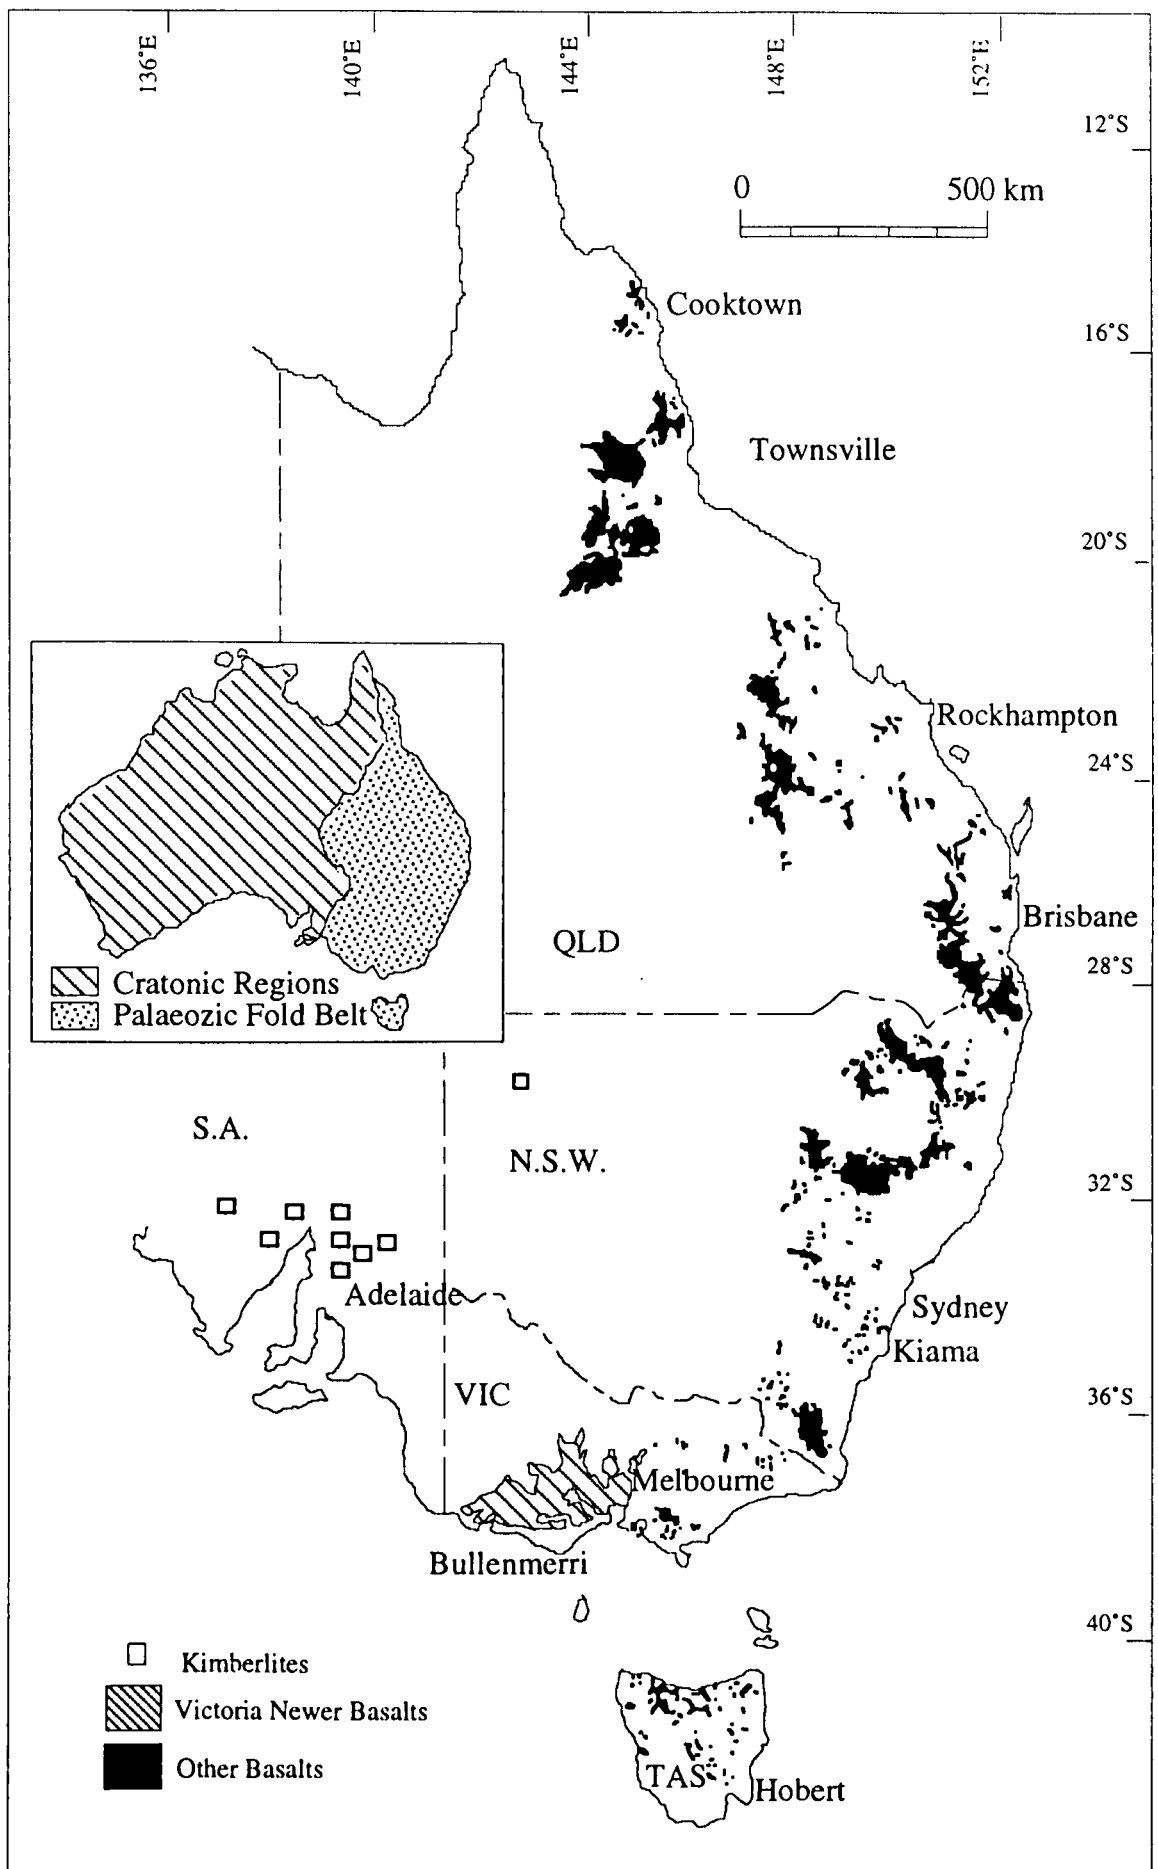 136°E
140°E
144°E
148°E
152°E
12°S
0 500 km
Cooktown
16°S
Townsville
20°S
Rockhampton
24°S
Brisbane
QLD
28°S
Cratonic Regions
Palaeozic Fold Belt
S.A.
N.S.W.
32°S
Adelaide
Sydney
Kiama
VIC
36°S
Melbourne
Bullenmerri
40°S
Kimberlites
Victoria Newer Basalts
Other Basalts
TAS
Hobert